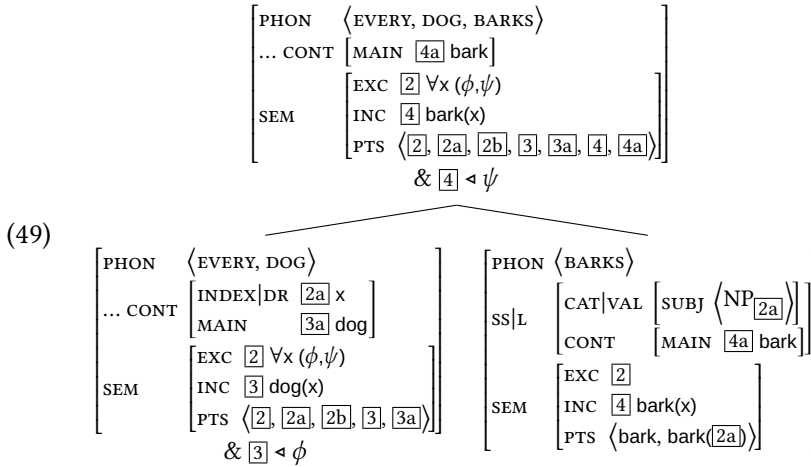 PHON ⟨EVERY, DOG, BARKS⟩
... CONT [MAIN 4a bark]
SEM
EXC 2 ∀x (ϕ,ψ)
INC 4 bark(x)
PTS ⟨2, 2a, 2b, 3, 3a, 4, 4a⟩
& 4 ◁ ψ
(49)
PHON ⟨EVERY, DOG⟩
... CONT
INDEX|DR 2a x
MAIN 3a dog
SEM
EXC 2 ∀x (ϕ,ψ)
INC 3 dog(x)
PTS ⟨2, 2a, 2b, 3, 3a⟩
& 3 ◁ ϕ
PHON ⟨BARKS⟩
SS|L
CAT|VAL [SUBJ ⟨NP2a⟩]
CONT [MAIN 4a bark]
SEM
EXC 2
INC 4 bark(x)
PTS ⟨bark, bark(2a)⟩